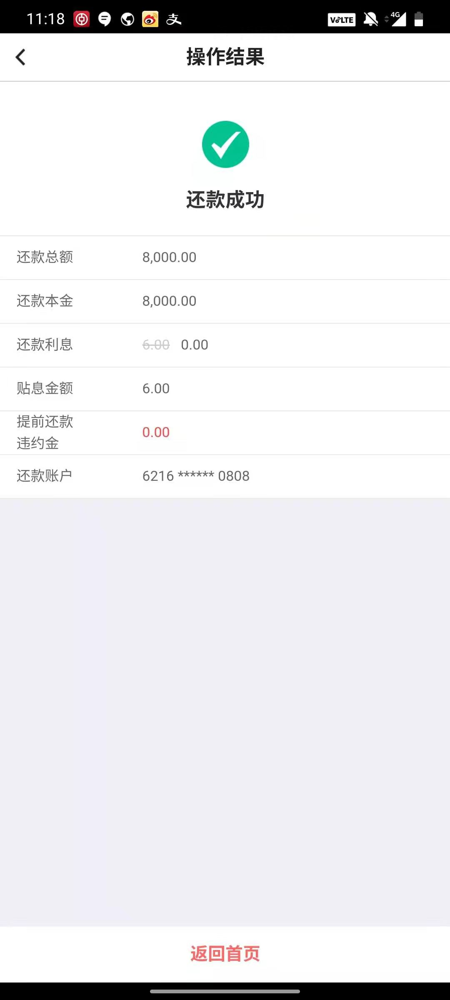 11:18
VoLTE
4G
操作结果
还款成功
还款总额 8,000.00
还款本金 8,000.00
还款利息 6.00 0.00
贴息金额 6.00
提前还款
违约金 0.00
还款账户 6216 ****** 0808
返回首页